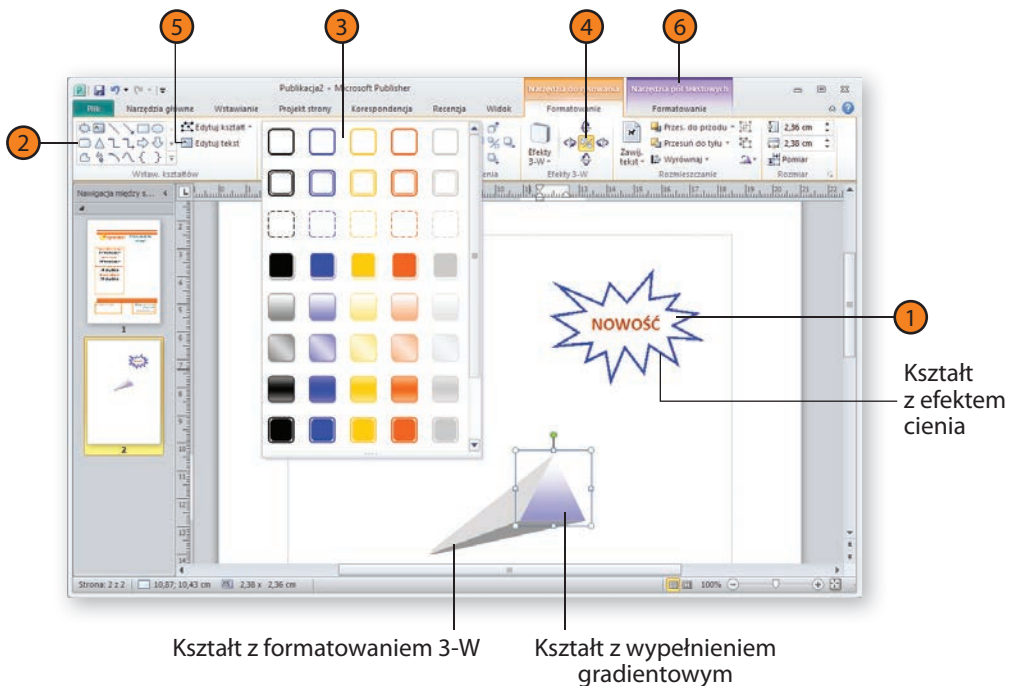 5
3
4
6
Publikacja2 - Microsoft Publisher
Narzędzia do rysowania
Narzędzia pól tekstowych
Plik
Narzędzia główne
Wstawianie
Projekt strony
Korespondencja
Recenzja
Widok
Formatowanie
Formatowanie
2
Edytuj kształt
Edytuj tekst
Wstaw. kształtów
Efekty 3-W
Efekty 3-W
Zawij. tekst
Przes. do przodu
Przesuń do tyłu
Wyrównaj
Rozmieszczanie
2,36 cm
2,38 cm
Pomiar
Rozmiar
Nawigacja między s...
1
2
NOWOŚĆ
1
Kształt
z efektem
cienia
Strona: 2 z 2
10,87; 10,43 cm
2,38 x 2,36 cm
100%
Kształt z formatowaniem 3-W
Kształt z wypełnieniem
gradientowym